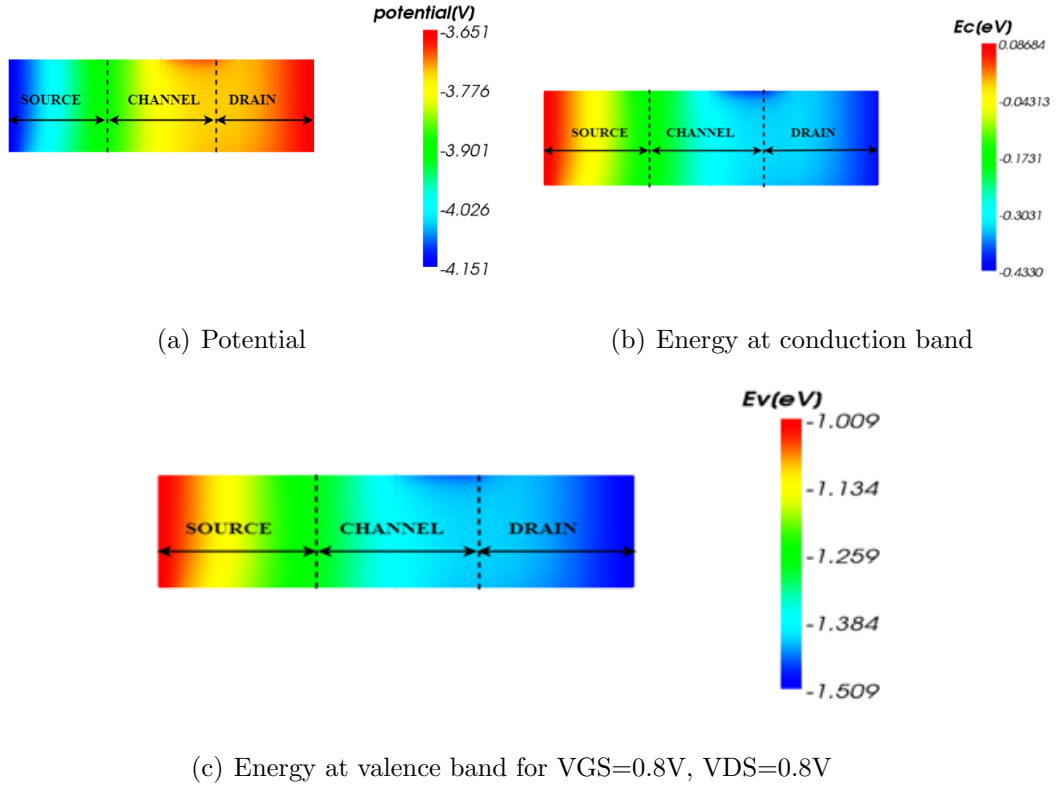 potential(V)
-3.651
-3.776
-3.901
-4.026
-4.151
SOURCE CHANNEL DRAIN
(a) Potential
Ec(eV)
0.08684
-0.04313
-0.1731
-0.3031
-0.4330
SOURCE CHANNEL DRAIN
(b) Energy at conduction band
Ev(eV)
-1.009
-1.134
-1.259
-1.384
-1.509
SOURCE CHANNEL DRAIN
(c) Energy at valence band for VGS=0.8V, VDS=0.8V